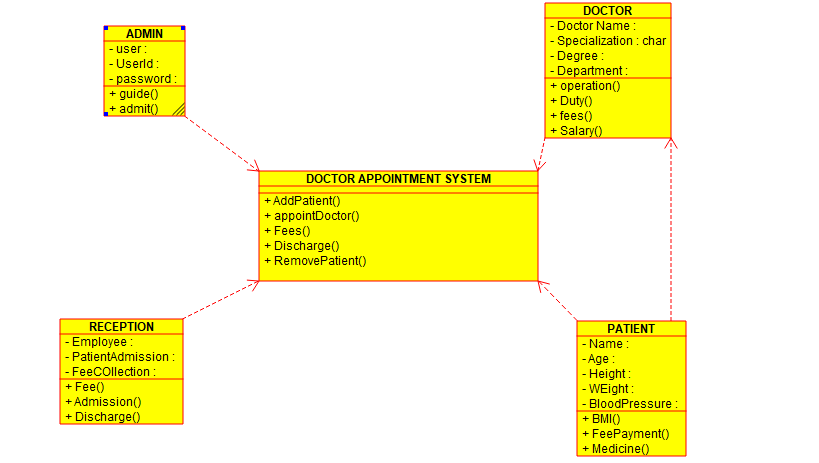 ADMIN
- user :
- UserId :
- password :
+ guide()
+ admit()
DOCTOR
- Doctor Name :
- Specialization : char
- Degree :
- Department :
+ operation()
+ Duty()
+ fees()
+ Salary()
DOCTOR APPOINTMENT SYSTEM
+ AddPatient()
+ appointDoctor()
+ Fees()
+ Discharge()
+ RemovePatient()
RECEPTION
- Employee :
- PatientAdmission :
- FeeCOllection :
+ Fee()
+ Admission()
+ Discharge()
PATIENT
- Name :
- Age :
- Height :
- WEight :
- BloodPressure :
+ BMI()
+ FeePayment()
+ Medicine()